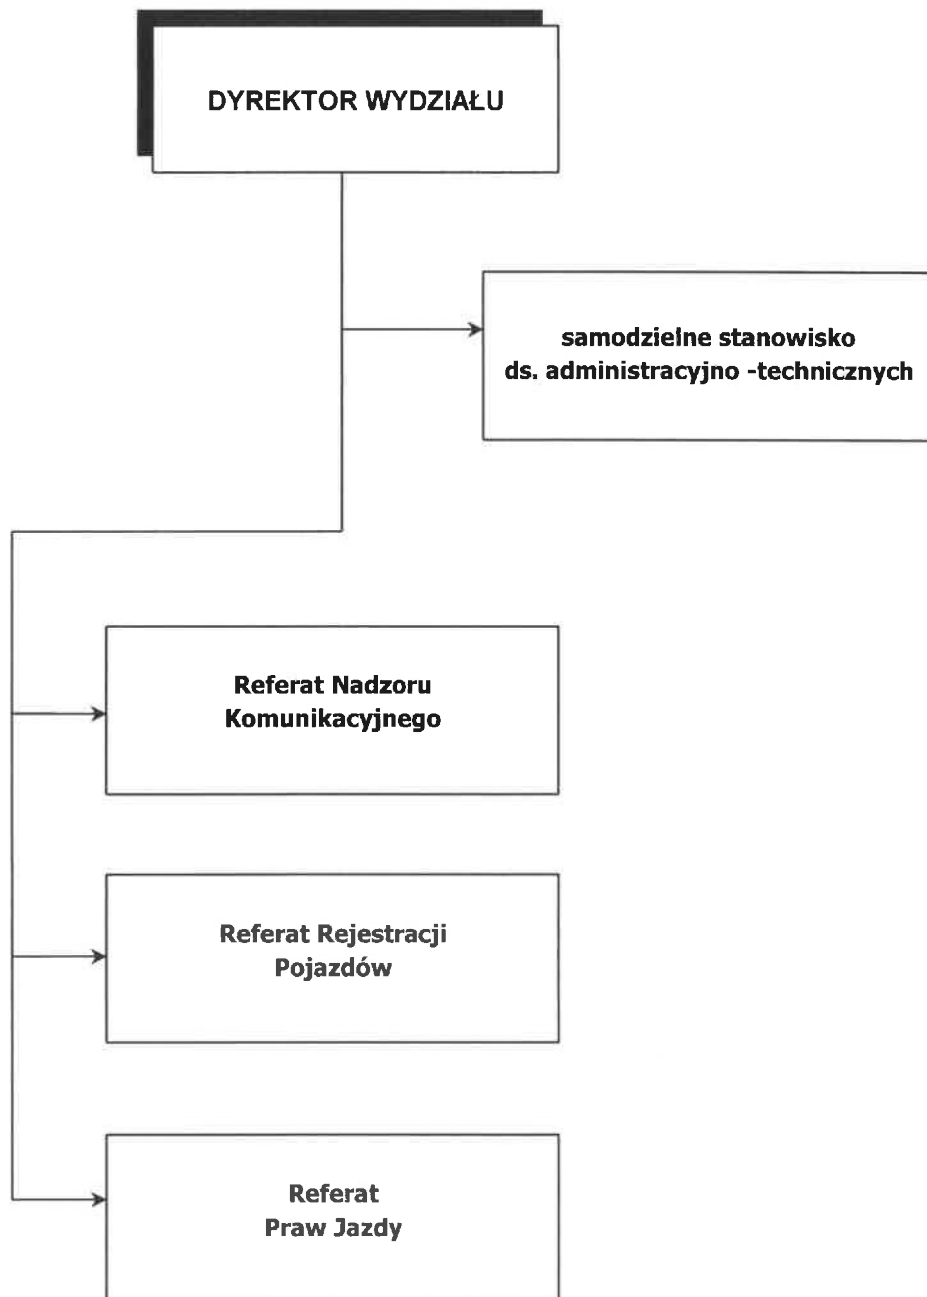 DYREKTOR WYDZIAŁU
samodzielne stanowisko
ds. administracyjno -technicznych
Referat Nadzoru
Komunikacyjnego
Referat Rejestracji
Pojazdów
Referat
Praw Jazdy